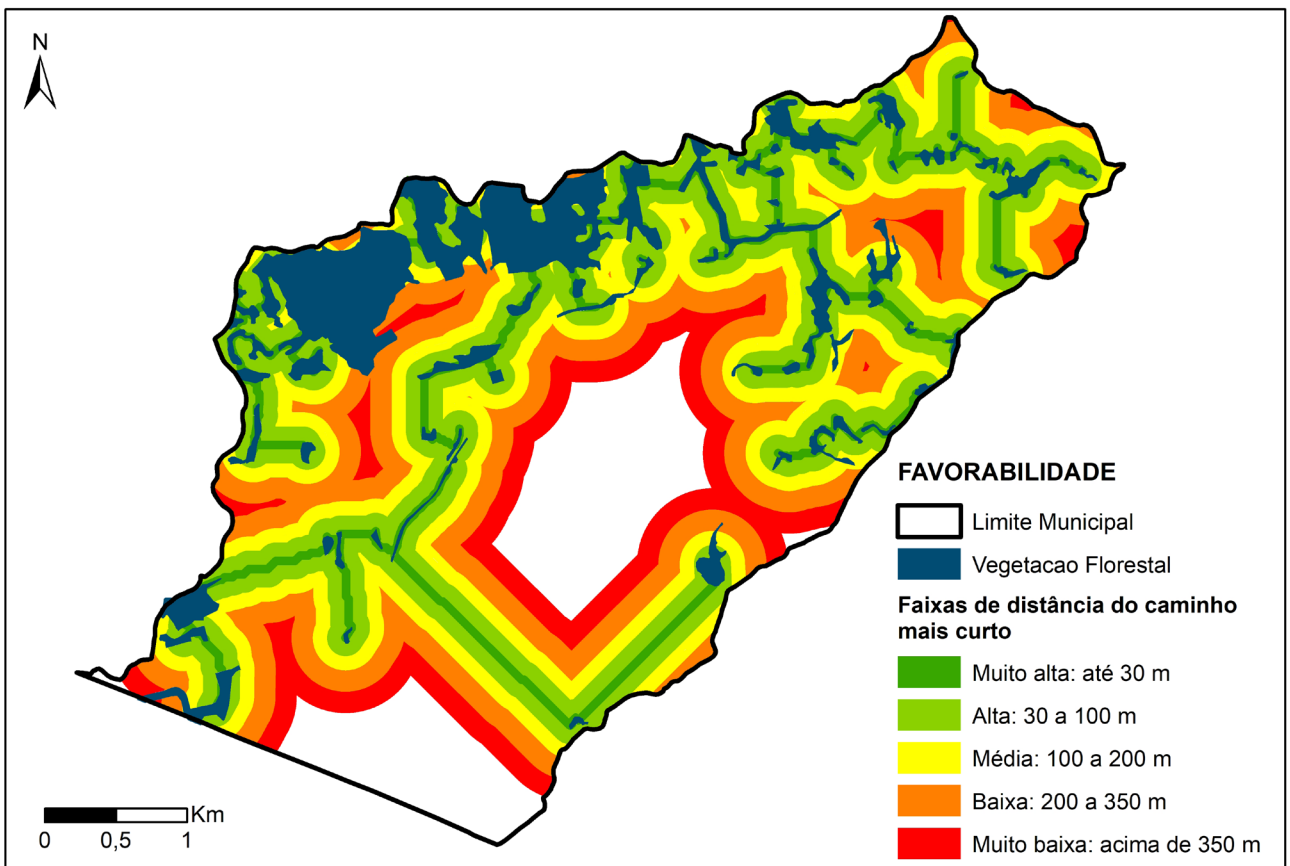 N
FAVORABILIDADE
Limite Municipal
Vegetacao Florestal
Faixas de distância do caminho
mais curto
Muito alta: até 30 m
Alta: 30 a 100 m
Média: 100 a 200 m
Baixa: 200 a 350 m
Muito baixa: acima de 350 m
Km
0 0,5 1